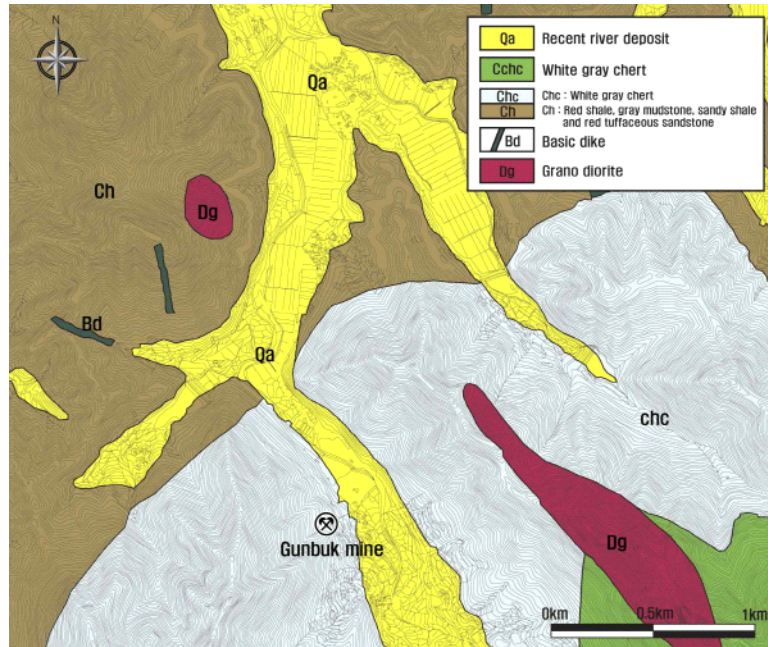 N
Qa
Qa Recent river deposit
Cchc White gray chert
Chc Chc : White gray chert
Ch Ch : Red shale, gray mudstone, sandy shale
and red tuffaceous sandstone
Bd Basic dike
Dg Grano diorite
Ch
Dg
Bd
Qa
chc
Gunbuk mine
Dg
0km 0.5km 1km